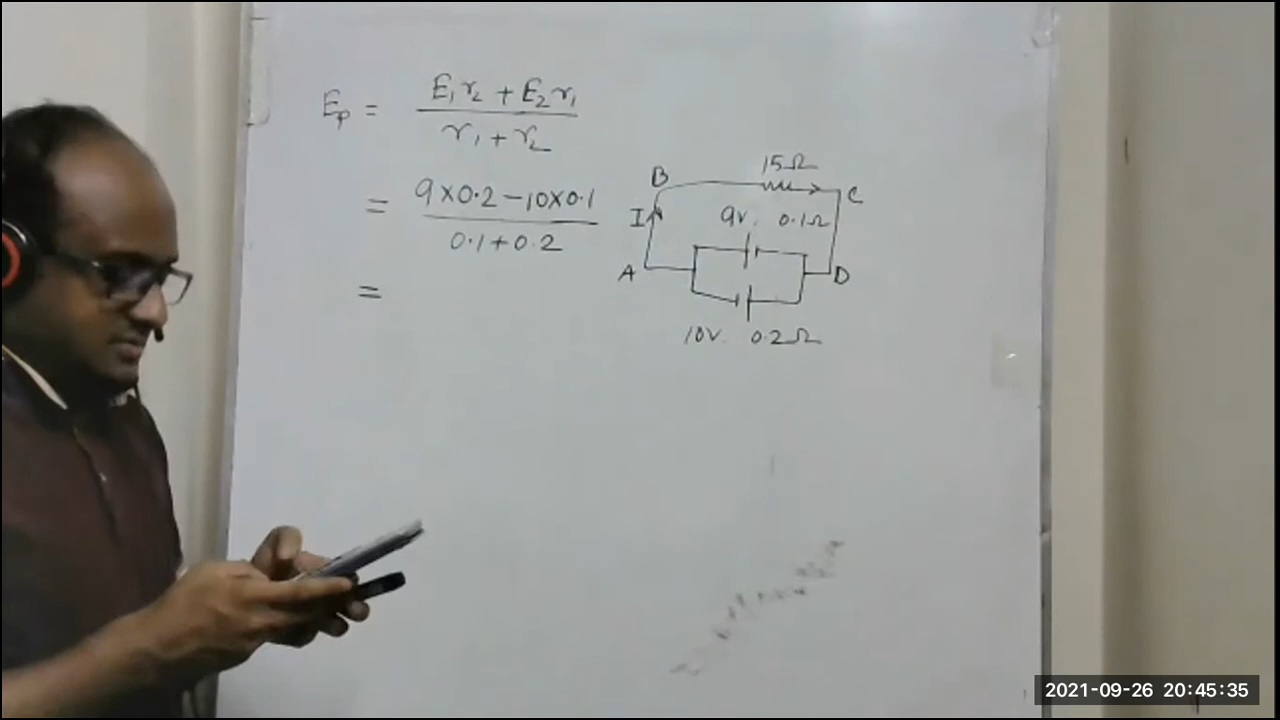 E₁r₂ + E₂r₁
Eₚ =
r₁ + r₂
9×0.2 − 10×0.1
=
0.1 + 0.2
=
15Ω
B
C
I
9V. 0.1Ω
A
D
10V. 0.2Ω
2021-09-26 20:45:35